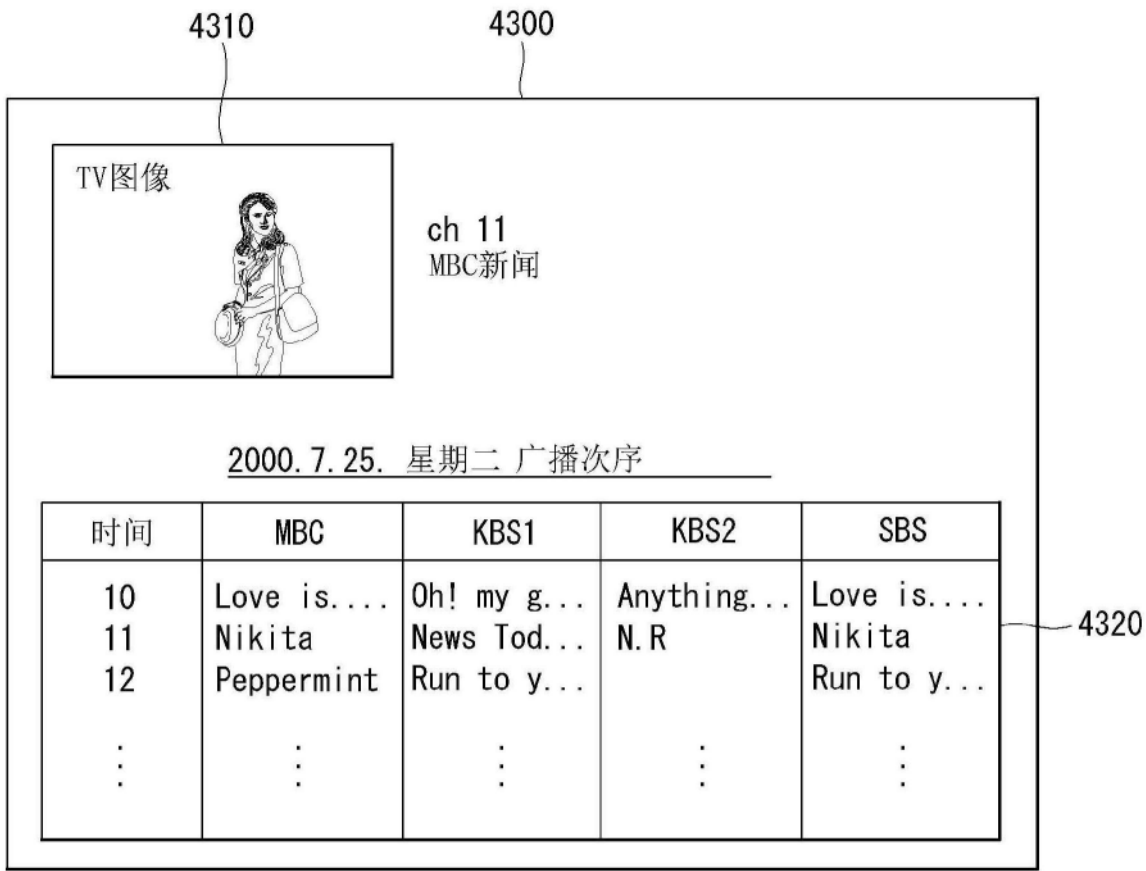 4310 4300
TV图像
ch 11
MBC新闻
2000.7.25. 星期二 广播次序
时间 MBC KBS1 KBS2 SBS
10 Love is.... Oh! my g... Anything... Love is....
11 Nikita News Tod... N.R Nikita
12 Peppermint Run to y... Run to y...
4320